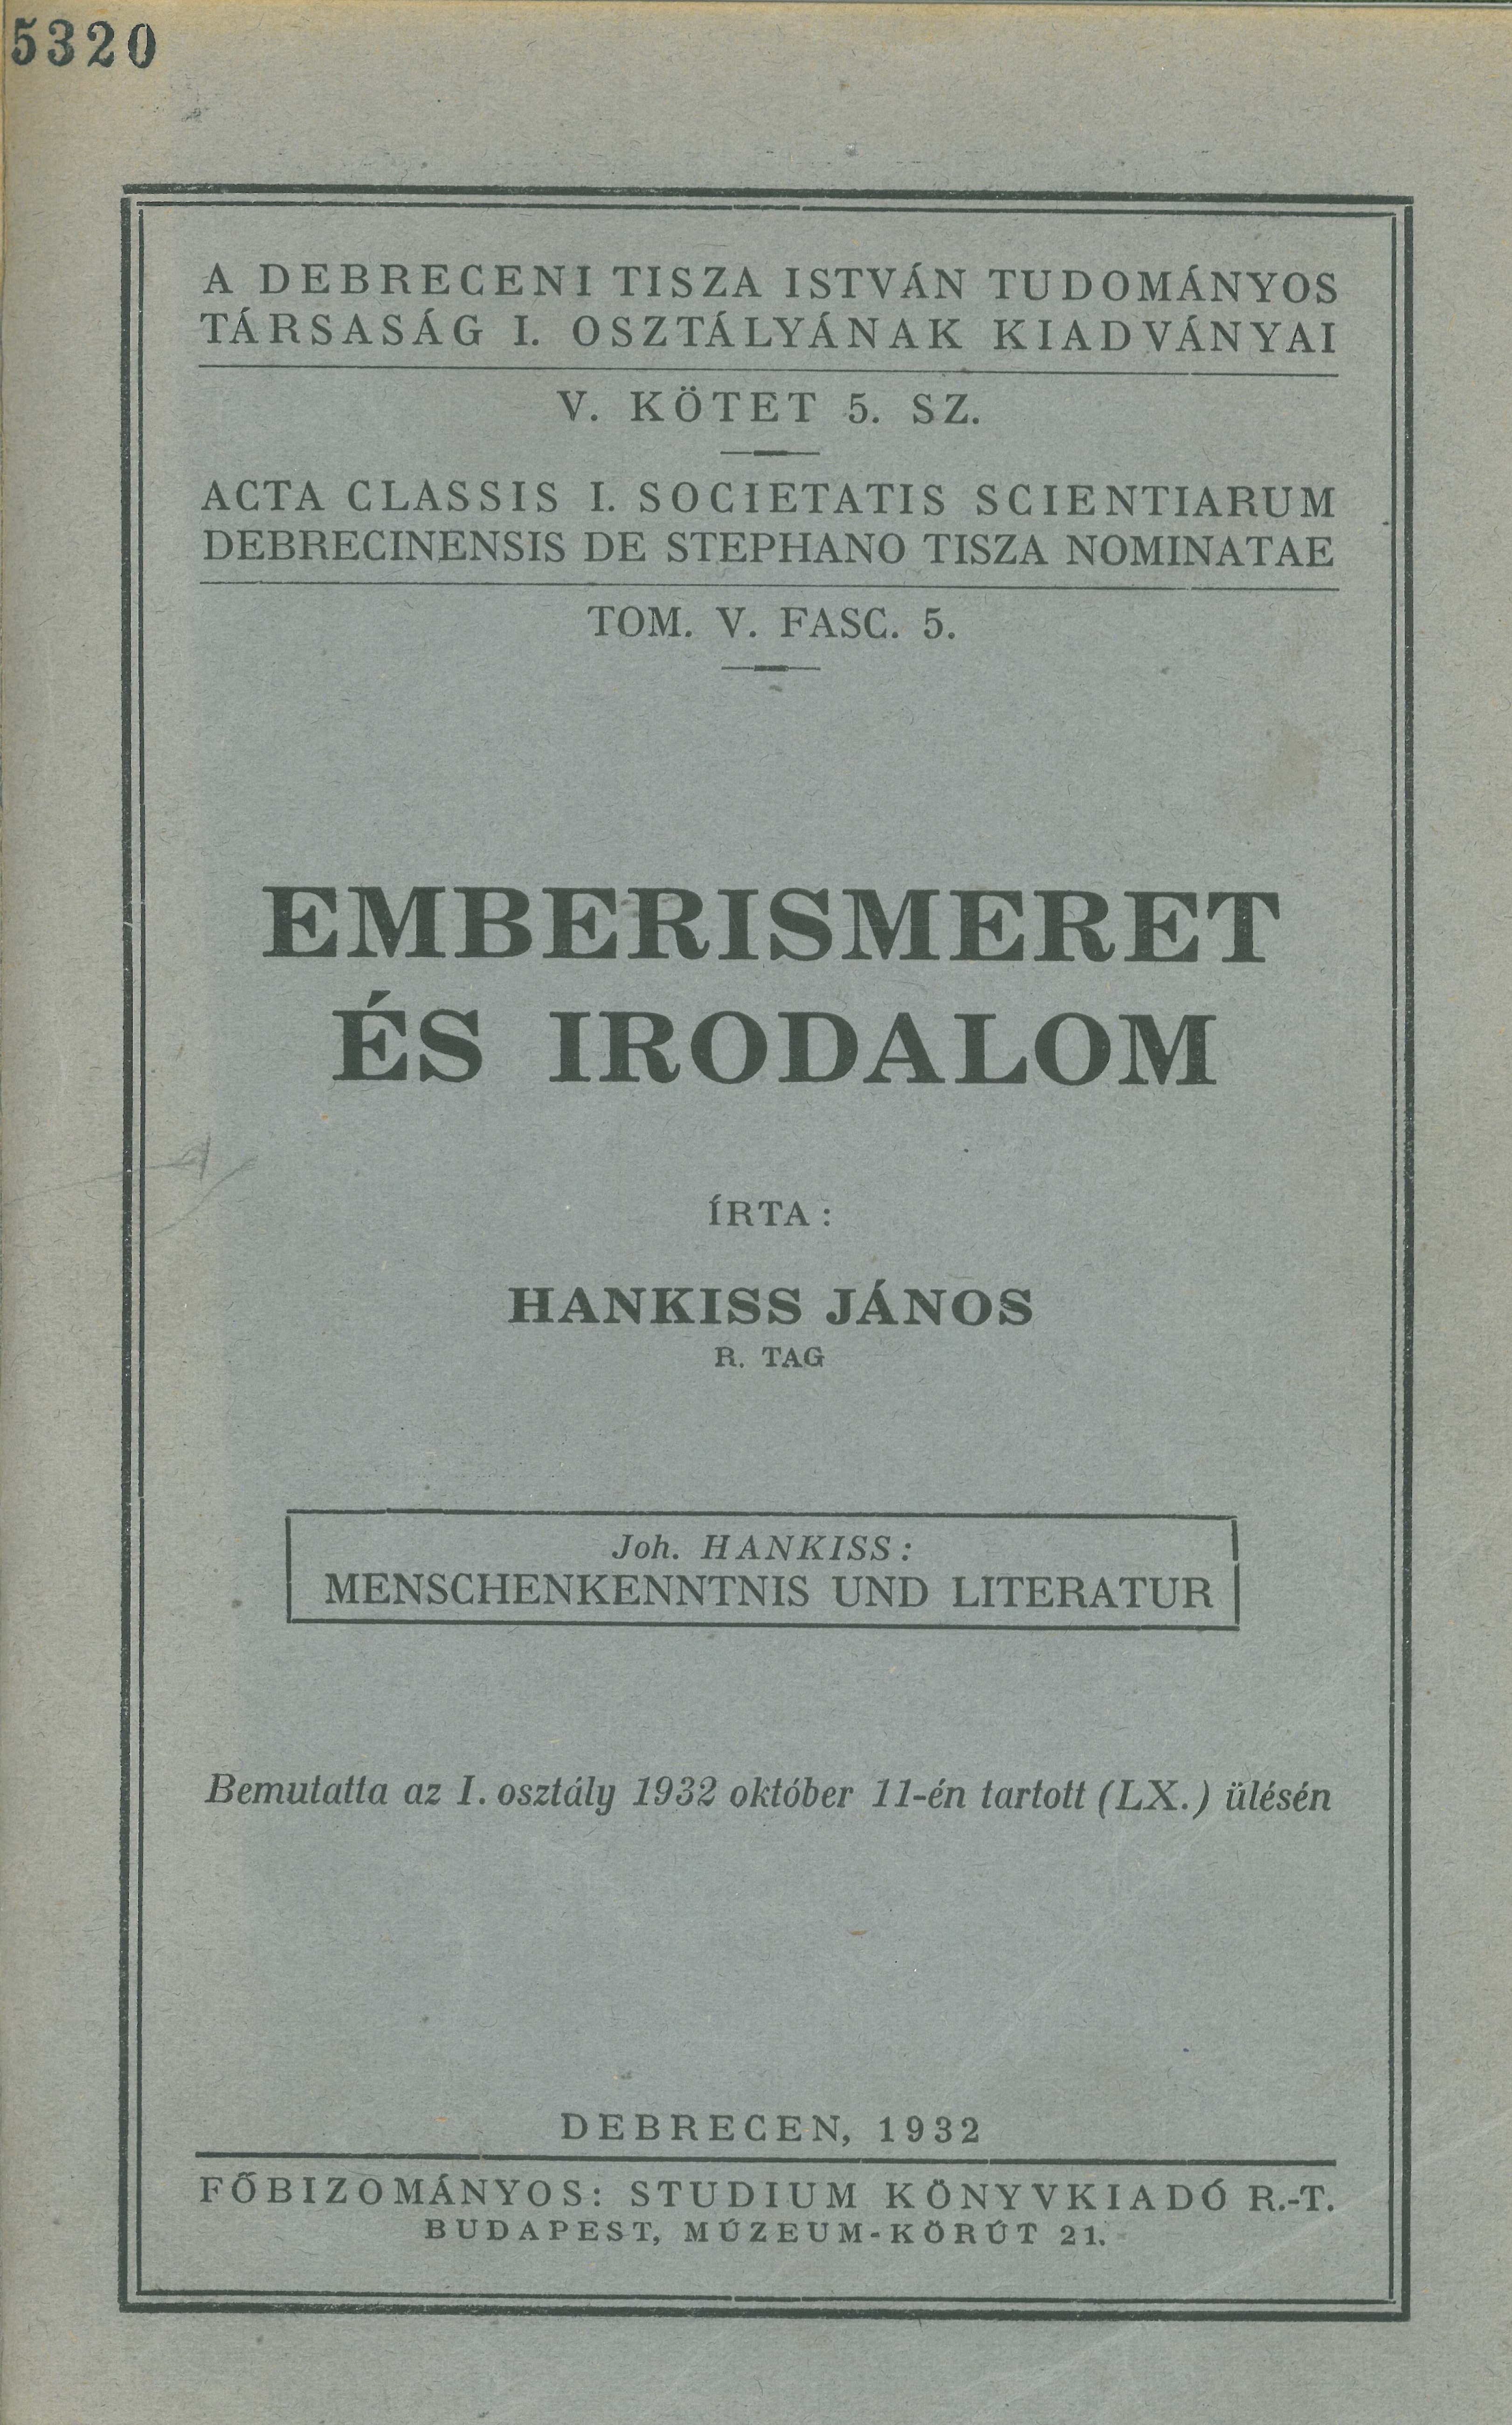 5320
A DEBRECENI TISZA ISTVÁN TUDOMÁNYOS
TÁRSASÁG I. OSZTÁLYÁNAK KIADVÁNYAI
V. KÖTET 5. SZ.
ACTA CLASSIS I. SOCIETATIS SCIENTIARUM
DEBRECINENSIS DE STEPHANO TISZA NOMINATAE
TOM. V. FASC. 5.
EMBERISMERET
ÉS IRODALOM
ÍRTA:
HANKISS JÁNOS
R. TAG
Joh. HANKISS:
MENSCHENKENNTNIS UND LITERATUR
Bemutatta az I. osztály 1932 október 11-én tartott (LX.) ülésén
DEBRECEN, 1932
FŐBIZOMÁNYOS: STUDIUM KÖNYVKIADÓ R.-T.
BUDAPEST, MÚZEUM-KÖRÚT 21.